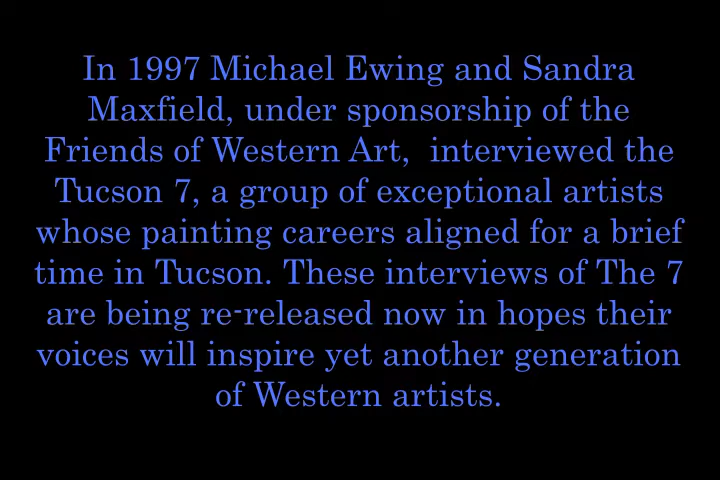 In 1997 Michael Ewing and Sandra
Maxfield, under sponsorship of the
Friends of Western Art,  interviewed the
Tucson 7, a group of exceptional artists
whose painting careers aligned for a brief
time in Tucson. These interviews of The 7
are being re-released now in hopes their
voices will inspire yet another generation
of Western artists.